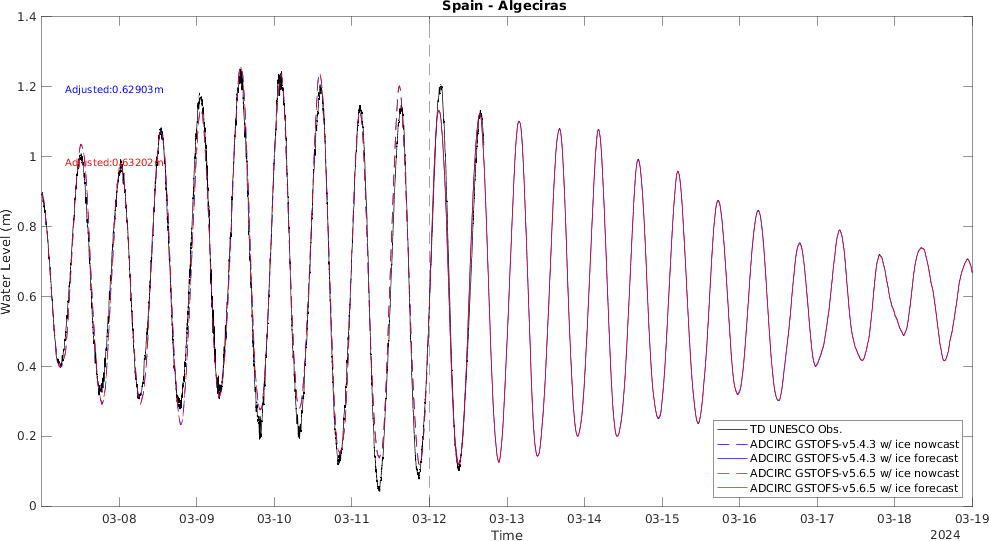 Spain - Algeciras
1.4
1.2
1
0.8
0.6
0.4
0.2
0
Water Level (m)
Adjusted:0.62903m
Adjusted:0.63202m
TD UNESCO Obs.
ADCIRC GSTOFS-v5.4.3 w/ ice nowcast
ADCIRC GSTOFS-v5.4.3 w/ ice forecast
ADCIRC GSTOFS-v5.6.5 w/ ice nowcast
ADCIRC GSTOFS-v5.6.5 w/ ice forecast
03-08 03-09 03-10 03-11 03-12 03-13 03-14 03-15 03-16 03-17 03-18 03-19
Time
2024